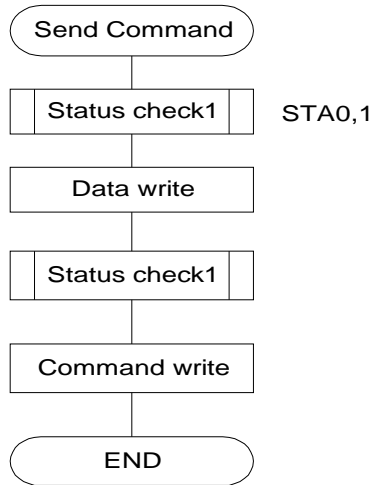 Send Command
Status check1
STA0,1
Data write
Status check1
Command write
END